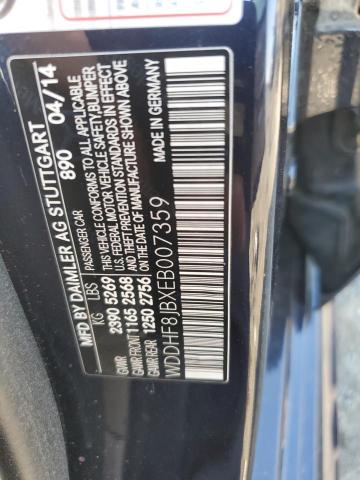 MFD BY DAIMLER AG STUTTGART
890 04/14
PASSENGER CAR
KG LBS
GVWR 2390 5269
GAWR FRONT 1165 2568
GAWR REAR 1250 2756
THIS VEHICLE CONFORMS TO ALL APPLICABLE
U.S. FEDERAL MOTOR VEHICLE SAFETY, BUMPER
& THEFT PREVENTION STANDARDS IN EFFECT
ON THE DATE OF MANUFACTURE SHOWN ABOVE.
MADE IN GERMANY
WDDHF8JBXEB007359